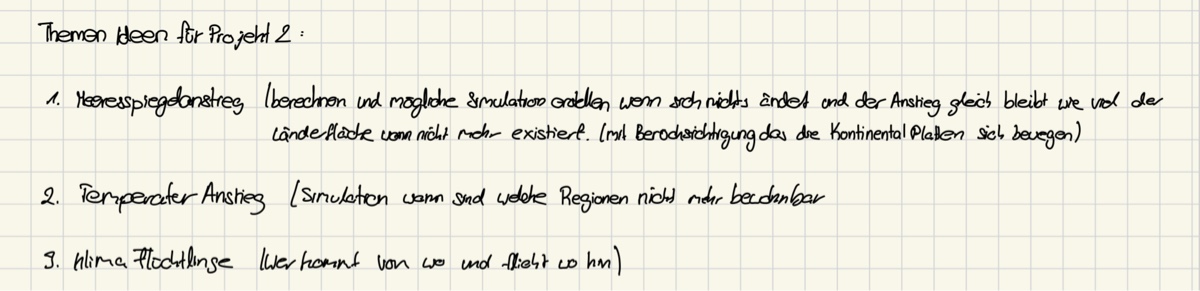 Themen Ideen für Projekt 2 :
1. Meeresspiegelanstieg (berechnen und mögliche Simulation erstellen wenn sich nichts ändert und der Anstieg gleich bleibt wie viel der
Länderfläche wann nicht mehr existiert. (mit Berücksichtigung das die Kontinental Platten sich bewegen)
2. Temperatur Anstieg (Simulation wann sind welche Regionen nicht mehr bewohnbar
3. Klima Flüchtlinge (Wer kommt von wo und flieht wo hin)